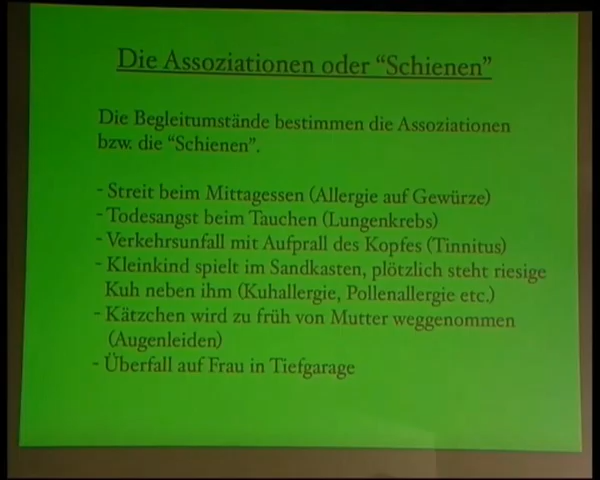 Die Assoziationen oder “Schienen”
Die Begleitumstände bestimmen die Assoziationen
bzw. die “Schienen”.
- Streit beim Mittagessen (Allergie auf Gewürze)
- Todesangst beim Tauchen (Lungenkrebs)
- Verkehrsunfall mit Aufprall des Kopfes (Tinnitus)
- Kleinkind spielt im Sandkasten, plötzlich steht riesige
Kuh neben ihm (Kuhallergie, Pollenallergie etc.)
- Kätzchen wird zu früh von Mutter weggenommen
(Augenleiden)
- Überfall auf Frau in Tiefgarage